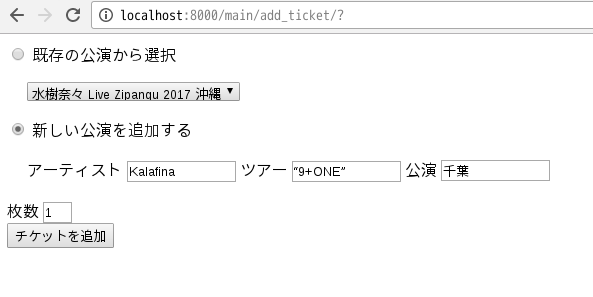 localhost:8000/main/add_ticket/?
既存の公演から選択
水樹奈々 Live Zipangu 2017 沖縄
新しい公演を追加する
アーティスト Kalafina ツアー “9+ONE” 公演 千葉
枚数 1
チケットを追加